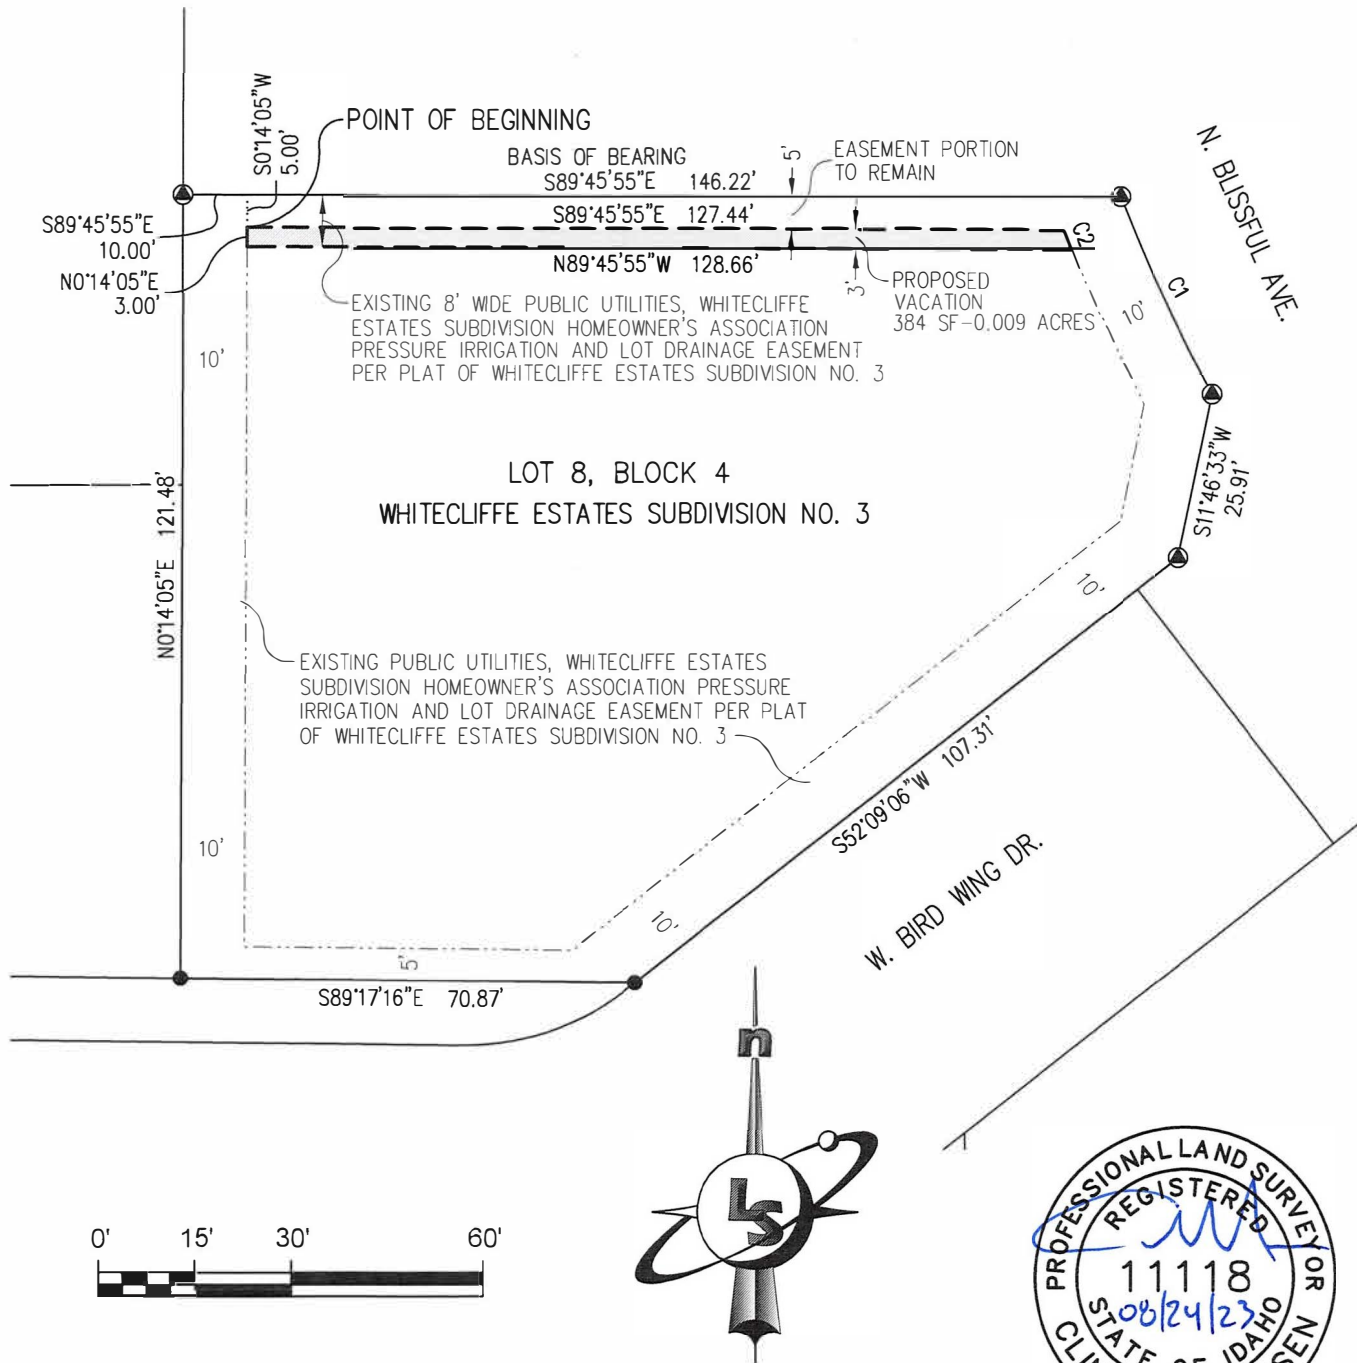 S0°14'05"W
5.00'
POINT OF BEGINNING
BASIS OF BEARING
S89°45'55"E 146.22'
5'
EASEMENT PORTION
TO REMAIN
N. BLISSFUL AVE.
S89°45'55"E
10.00'
S89°45'55"E 127.44'
C2
N0°14'05"E
3.00'
N89°45'55"W 128.66'
3'
PROPOSED
VACATION
384 SF-0.009 ACRES
C1
10'
EXISTING 8' WIDE PUBLIC UTILITIES, WHITECLIFFE
ESTATES SUBDIVISION HOMEOWNER'S ASSOCIATION
PRESSURE IRRIGATION AND LOT DRAINAGE EASEMENT
PER PLAT OF WHITECLIFFE ESTATES SUBDIVISION NO. 3
10'
LOT 8, BLOCK 4
WHITECLIFFE ESTATES SUBDIVISION NO. 3
S11°46'33"W
25.91'
N0°14'05"E 121.48'
10'
EXISTING PUBLIC UTILITIES, WHITECLIFFE ESTATES
SUBDIVISION HOMEOWNER'S ASSOCIATION PRESSURE
IRRIGATION AND LOT DRAINAGE EASEMENT PER PLAT
OF WHITECLIFFE ESTATES SUBDIVISION NO. 3
S52°09'06"W 107.31'
10'
10'
W. BIRD WING DR.
5'
S89°17'16"E 70.87'
n
LS
0' 15' 30' 60'
PROFESSIONAL LAND SURVEYOR
REGISTERED
11118
08/24/23
STATE OF IDAHO